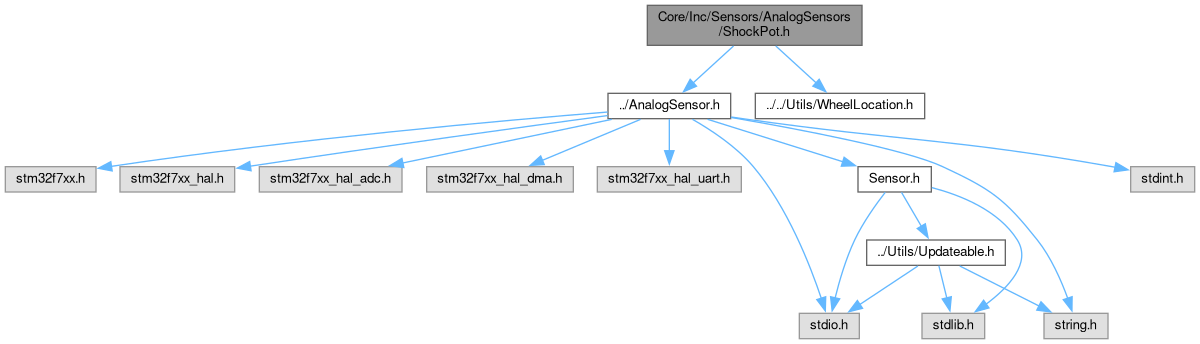 Core/Inc/Sensors/AnalogSensors
/ShockPot.h
../AnalogSensor.h
../../Utils/WheelLocation.h
stm32f7xx.h
stm32f7xx_hal.h
stm32f7xx_hal_adc.h
stm32f7xx_hal_dma.h
stm32f7xx_hal_uart.h
Sensor.h
stdint.h
../Utils/Updateable.h
stdio.h
stdlib.h
string.h